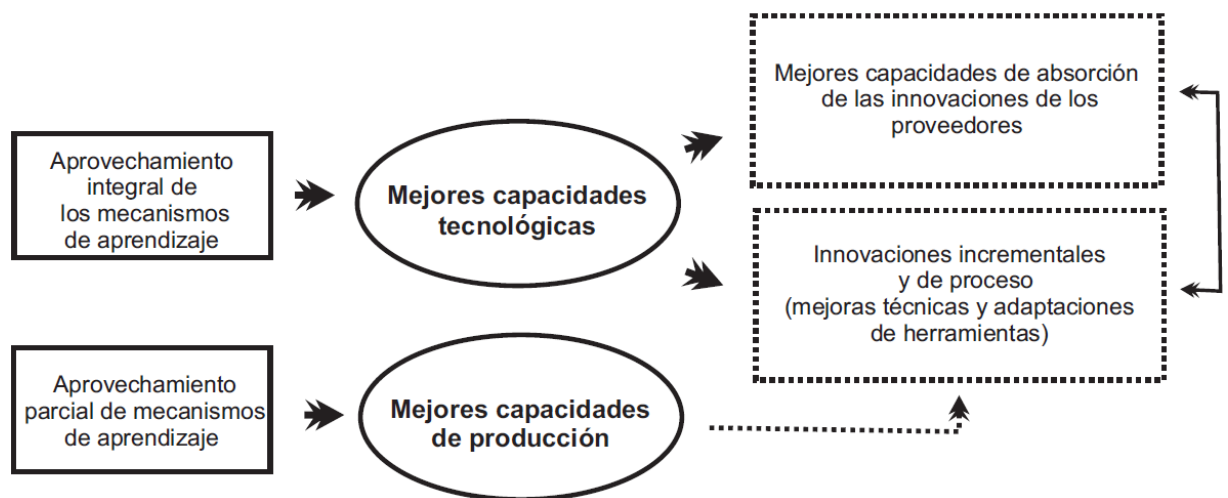 Aprovechamiento
integral de
los mecanismos
de aprendizaje
Mejores capacidades
tecnológicas
Mejores capacidades de absorción
de las innovaciones de los
proveedores
Innovaciones incrementales
y de proceso
(mejoras técnicas y adaptaciones
de herramientas)
Aprovechamiento
parcial de mecanismos
de aprendizaje
Mejores capacidades
de producción